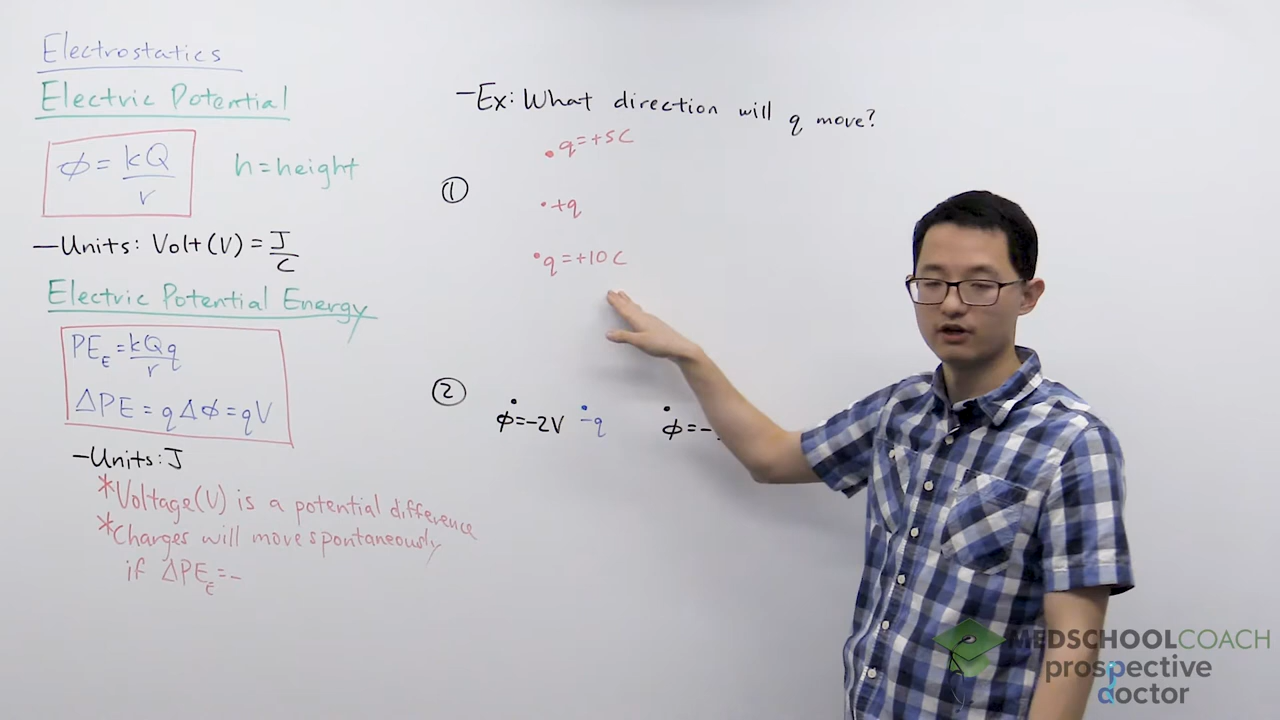 Electrostatics
Electric Potential
ϕ = kQ/r
h = height
—Units: Volt (V) = J/C
Electric Potential Energy
PE_E = kQq/r
ΔPE = qΔϕ = qV
—Units: J
*Voltage (V) is a potential difference
*Charges will move spontaneously
if ΔPE_E = -
—Ex: What direction will q move?
①
q = +5C
+q
q = +10C
②
ϕ = -2V
-q
ϕ = -
MEDSCHOOLCOACH
prospective
doctor